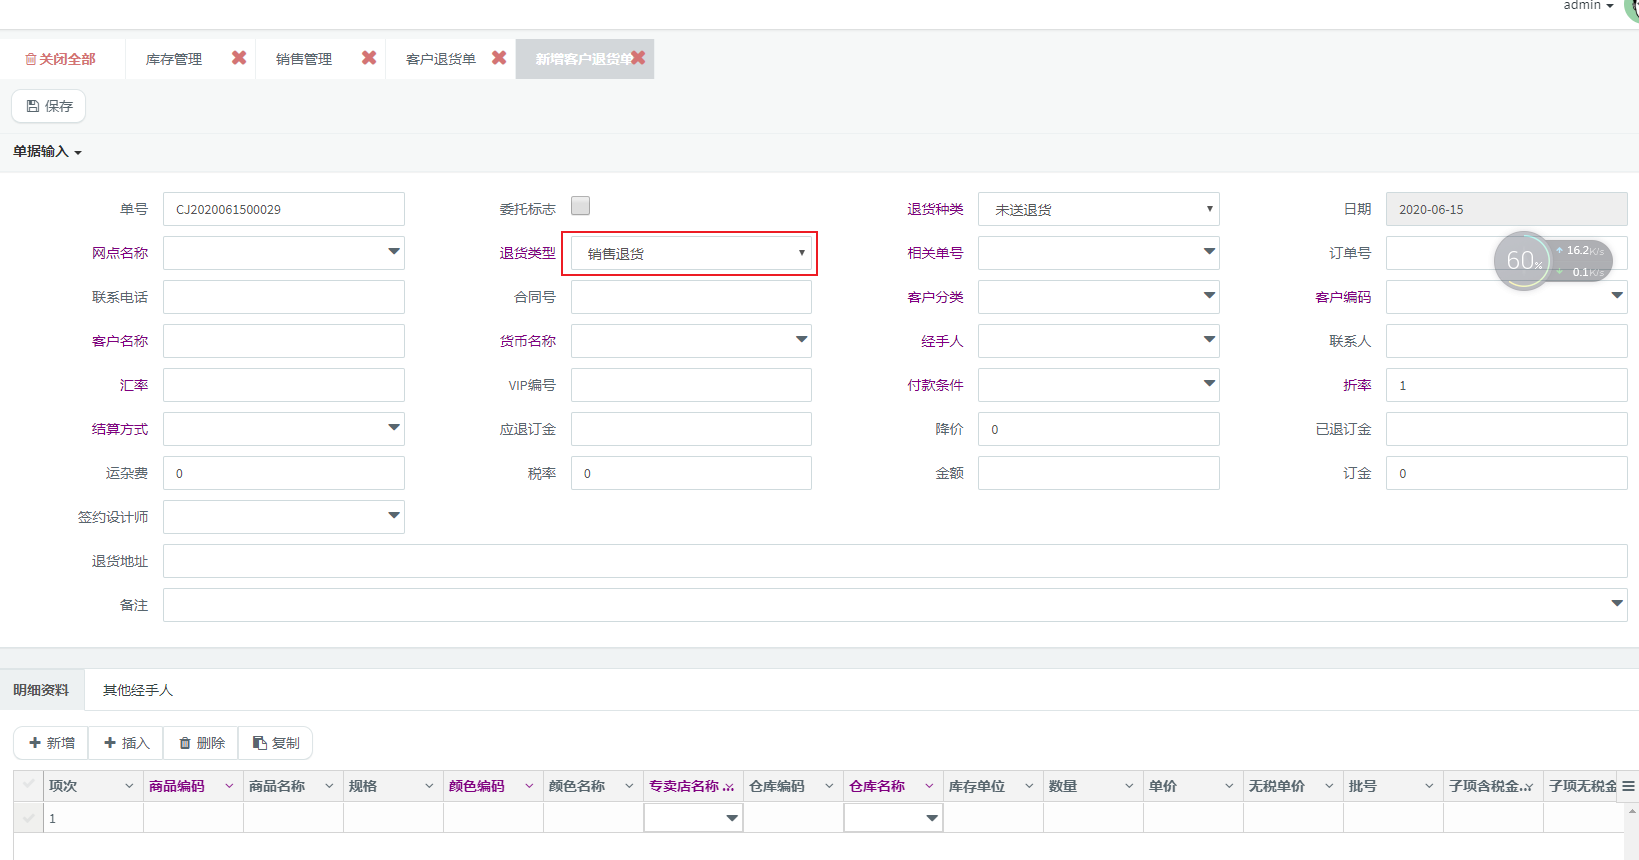 admin
关闭全部 库存管理 销售管理 客户退货单 新增客户退货单
保存
单据输入
单号 CJ2020061500029 委托标志 退货种类 未送退货 日期 2020-06-15
网点名称 退货类型 销售退货 相关单号 订单号
60% 16.2K/s
0.1K/s
联系电话 合同号 客户分类 客户编码
客户名称 货币名称 经手人 联系人
汇率 VIP编号 付款条件 折率 1
结算方式 应退订金 降价 0 已退订金
运杂费 0 税率 0 金额 订金 0
签约设计师
退货地址
备注
明细资料 其他经手人
新增 插入 删除 复制
项次 商品编码 商品名称 规格 颜色编码 颜色名称 专卖店名称... 仓库编码 仓库名称 库存单位 数量 单价 无税单价 批号 子项含税金... 子项无税金
1